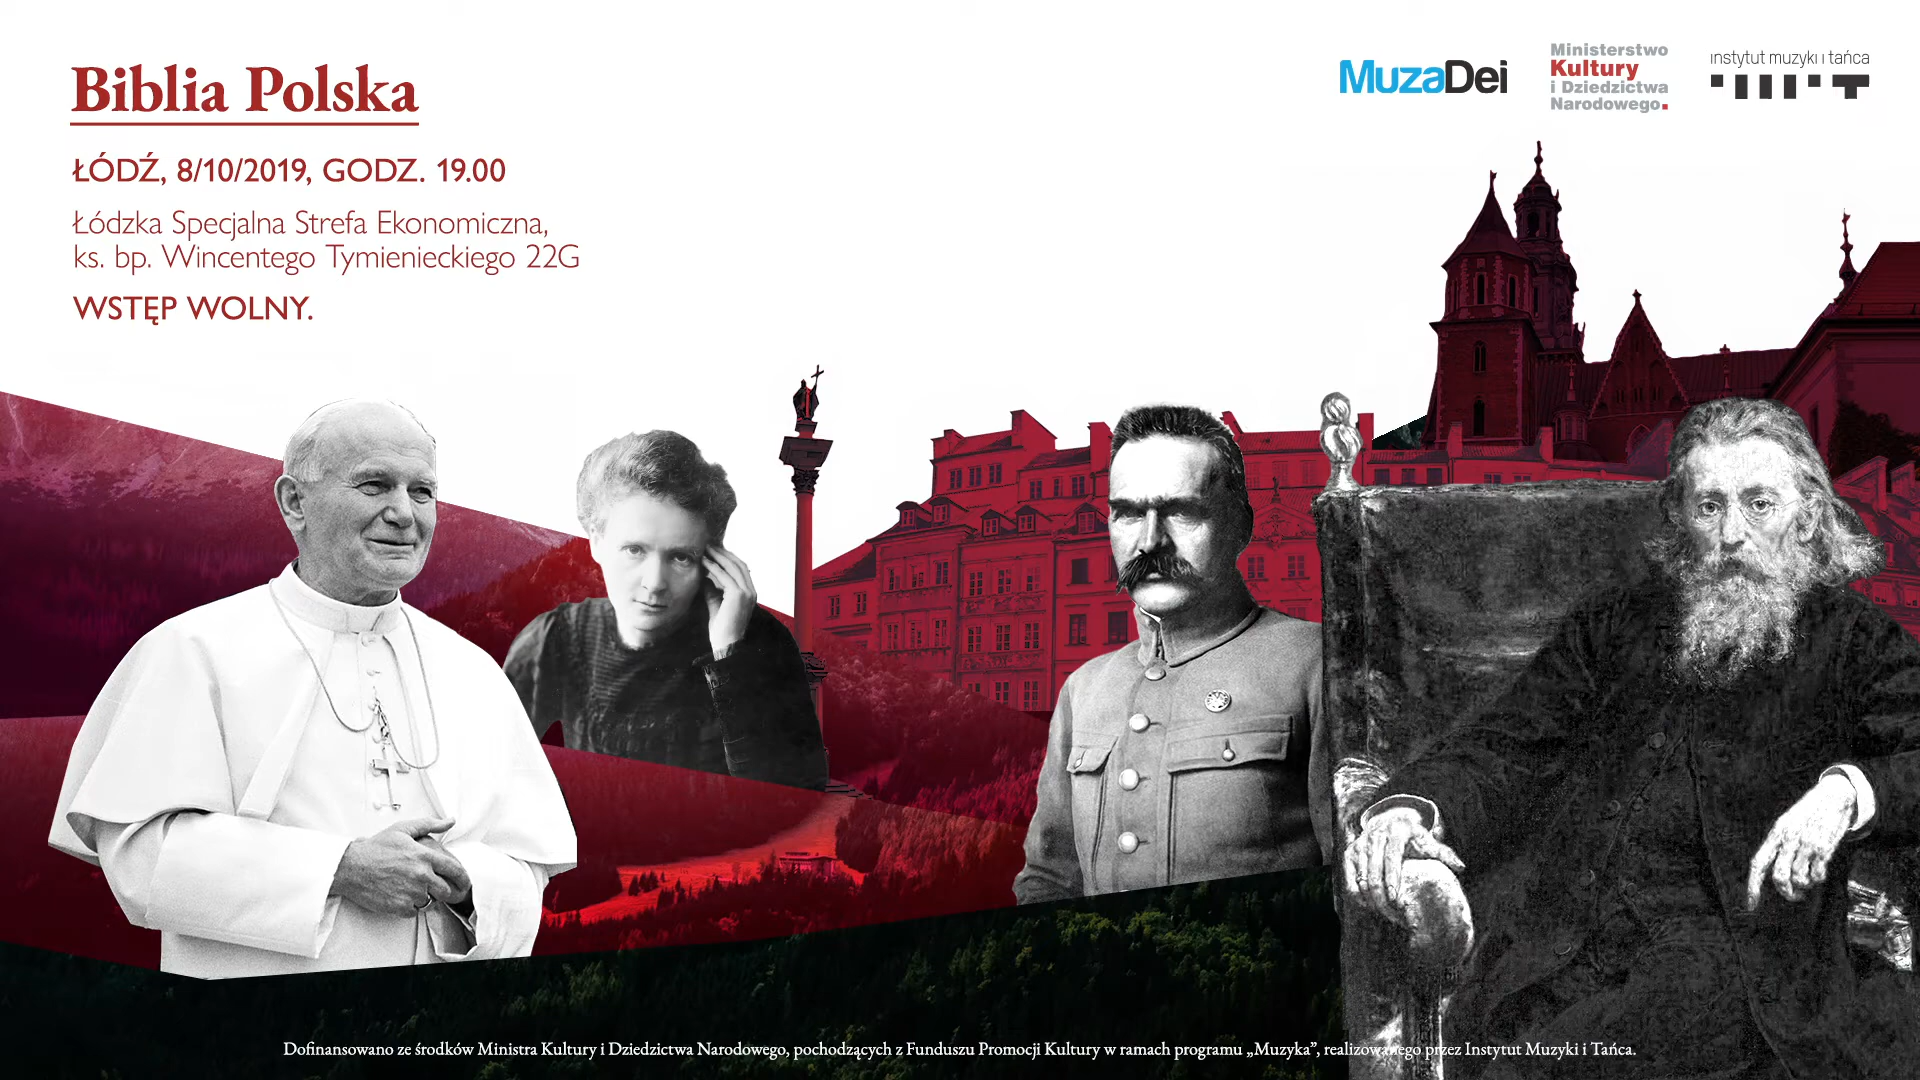 Biblia Polska
ŁÓDŹ, 8/10/2019, GODZ. 19.00
Łódzka Specjalna Strefa Ekonomiczna,
ks. bp. Wincentego Tymienieckiego 22G
WSTĘP WOLNY.
MuzaDei
Ministerstwo
Kultury
i Dziedzictwa
Narodowego.
instytut muzyki i tańca
Dofinansowano ze środków Ministra Kultury i Dziedzictwa Narodowego, pochodzących z Funduszu Promocji Kultury w ramach programu „Muzyka”, realizowanego przez Instytut Muzyki i Tańca.